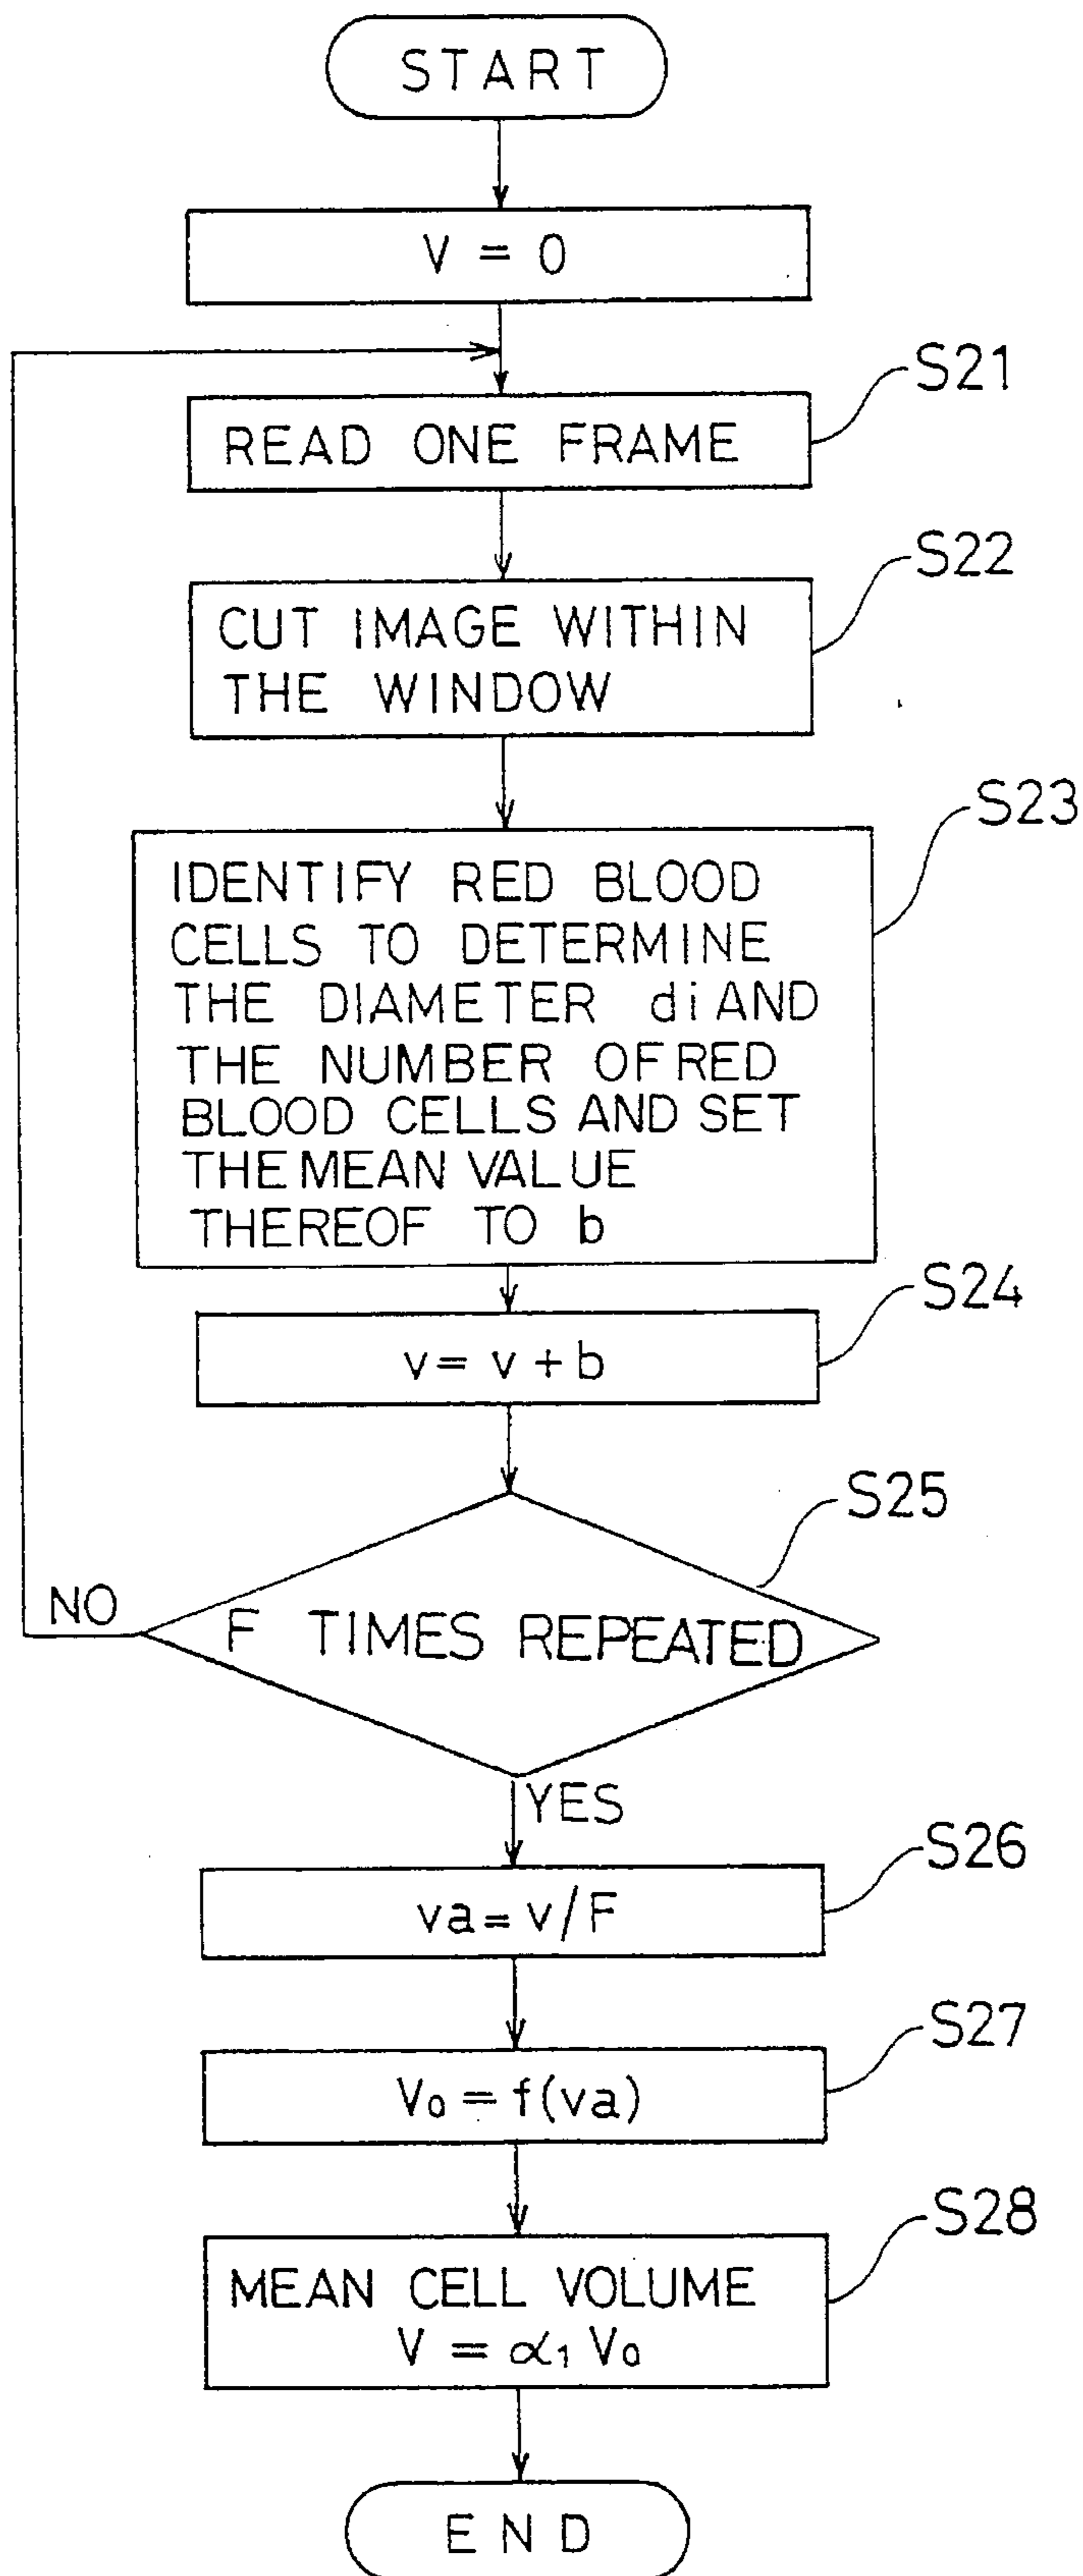 START
V = 0
S21
READ ONE FRAME
S22
CUT IMAGE WITHIN
THE WINDOW
S23
IDENTIFY RED BLOOD
CELLS TO DETERMINE
THE DIAMETER di AND
THE NUMBER OF RED
BLOOD CELLS AND SET
THE MEAN VALUE
THEREOF TO b
S24
v = v + b
S25
NO
F TIMES REPEATED
YES
S26
va = v/F
S27
V₀ = f(va)
S28
MEAN CELL VOLUME
V = α₁ V₀
END